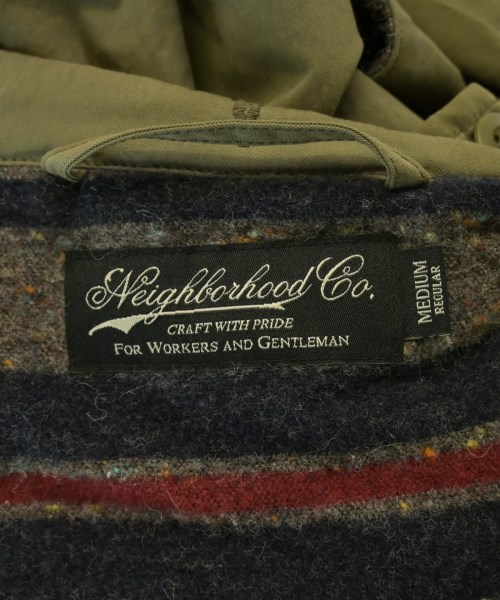 Neighborhood Co.
CRAFT WITH PRIDE
FOR WORKERS AND GENTLEMAN
MEDIUM
REGULAR